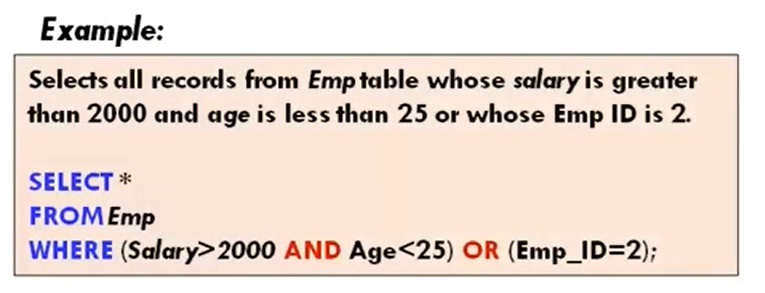 Example:
Selects all records from Emp table whose salary is greater
than 2000 and age is less than 25 or whose Emp ID is 2.
SELECT *
FROM Emp
WHERE (Salary>2000 AND Age<25) OR (Emp_ID=2);